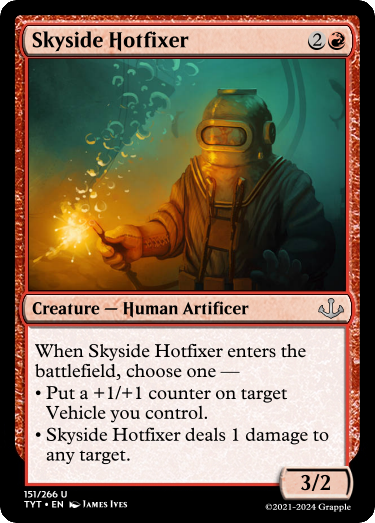 Skyside Hotfixer 2
Creature — Human Artificer
When Skyside Hotfixer enters the
battlefield, choose one —
• Put a +1/+1 counter on target
Vehicle you control.
• Skyside Hotfixer deals 1 damage to
any target.
3/2
151/266 U
TYT • EN James Ives
©2021-2024 Grapple